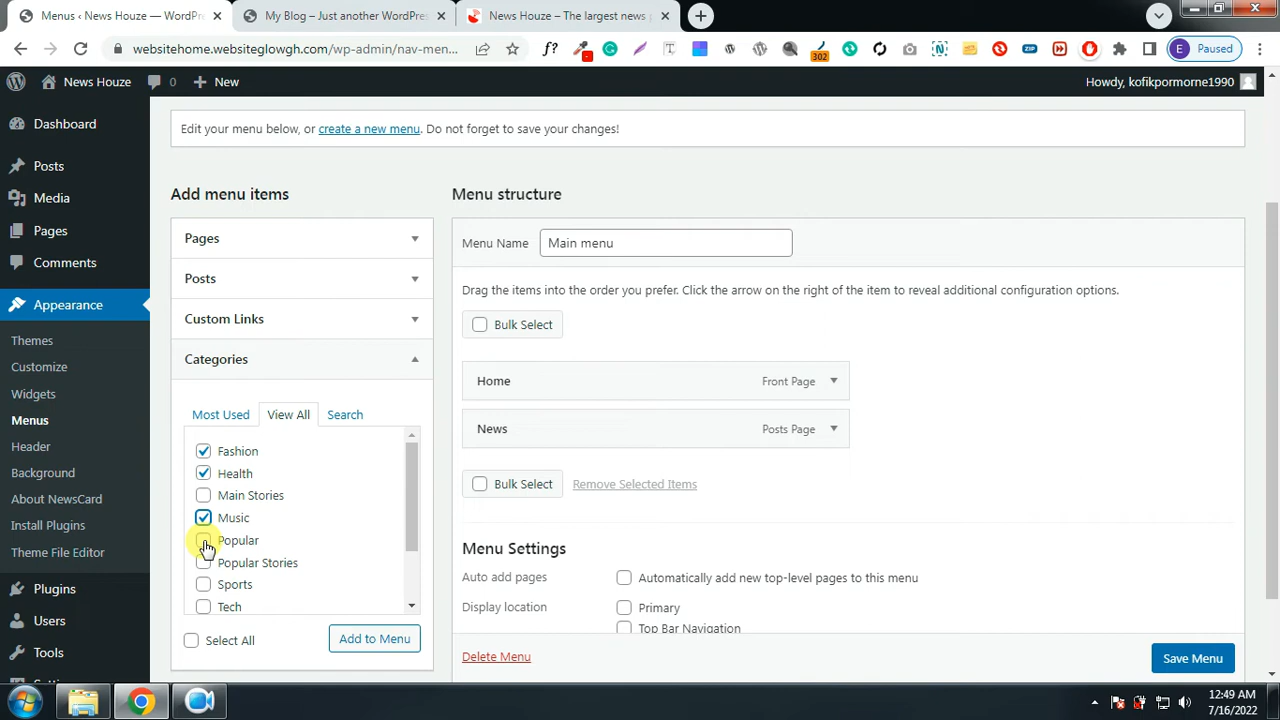 Menus ‹ News Houze — WordPr
My Blog – Just another WordPres
News Houze – The largest news p
websitehome.websiteglowgh.com/wp-admin/nav-men...
f?
302
ZIP
E
Paused
News Houze
0
New
Howdy, kofikpormorne1990
Dashboard
Posts
Media
Pages
Comments
Appearance
Themes
Customize
Widgets
Menus
Header
Background
About NewsCard
Install Plugins
Theme File Editor
Plugins
Users
Tools
Edit your menu below, or create a new menu. Do not forget to save your changes!
Add menu items
Pages
Posts
Custom Links
Categories
Most Used
View All
Search
Fashion
Health
Main Stories
Music
Popular
Popular Stories
Sports
Tech
Select All
Add to Menu
Menu structure
Menu Name
Main menu
Drag the items into the order you prefer. Click the arrow on the right of the item to reveal additional configuration options.
Bulk Select
Home
Front Page
News
Posts Page
Bulk Select
Remove Selected Items
Menu Settings
Auto add pages
Automatically add new top-level pages to this menu
Display location
Primary
Top Bar Navigation
Delete Menu
Save Menu
12:49 AM
7/16/2022